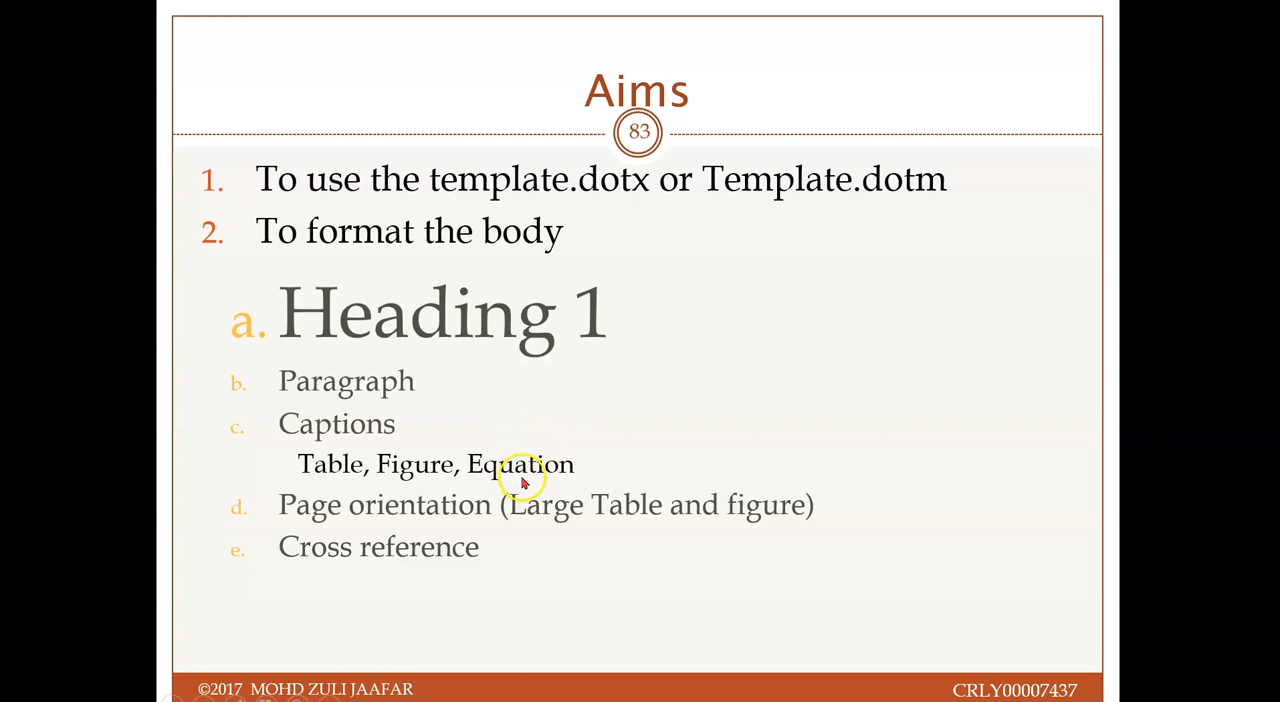 Aims
83
1. To use the template.dotx or Template.dotm
2. To format the body
a. Heading 1
b. Paragraph
c. Captions
Table, Figure, Equation
d. Page orientation (Large Table and figure)
e. Cross reference
©2017 MOHD ZULI JAAFAR
CRLY00007437